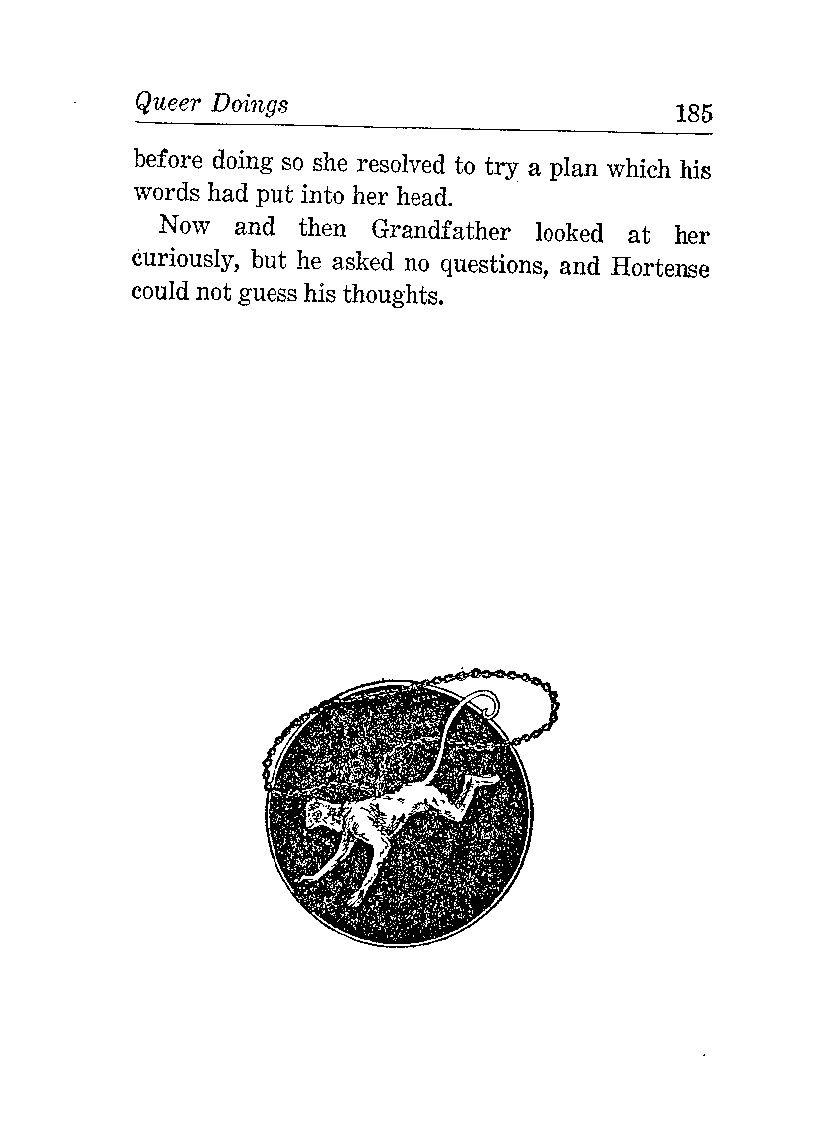 Queer Doings 185
before doing so she resolved to try a plan which his
words had put into her head.
Now and then Grandfather looked at her
curiously, but he asked no questions, and Hortense
could not guess his thoughts.